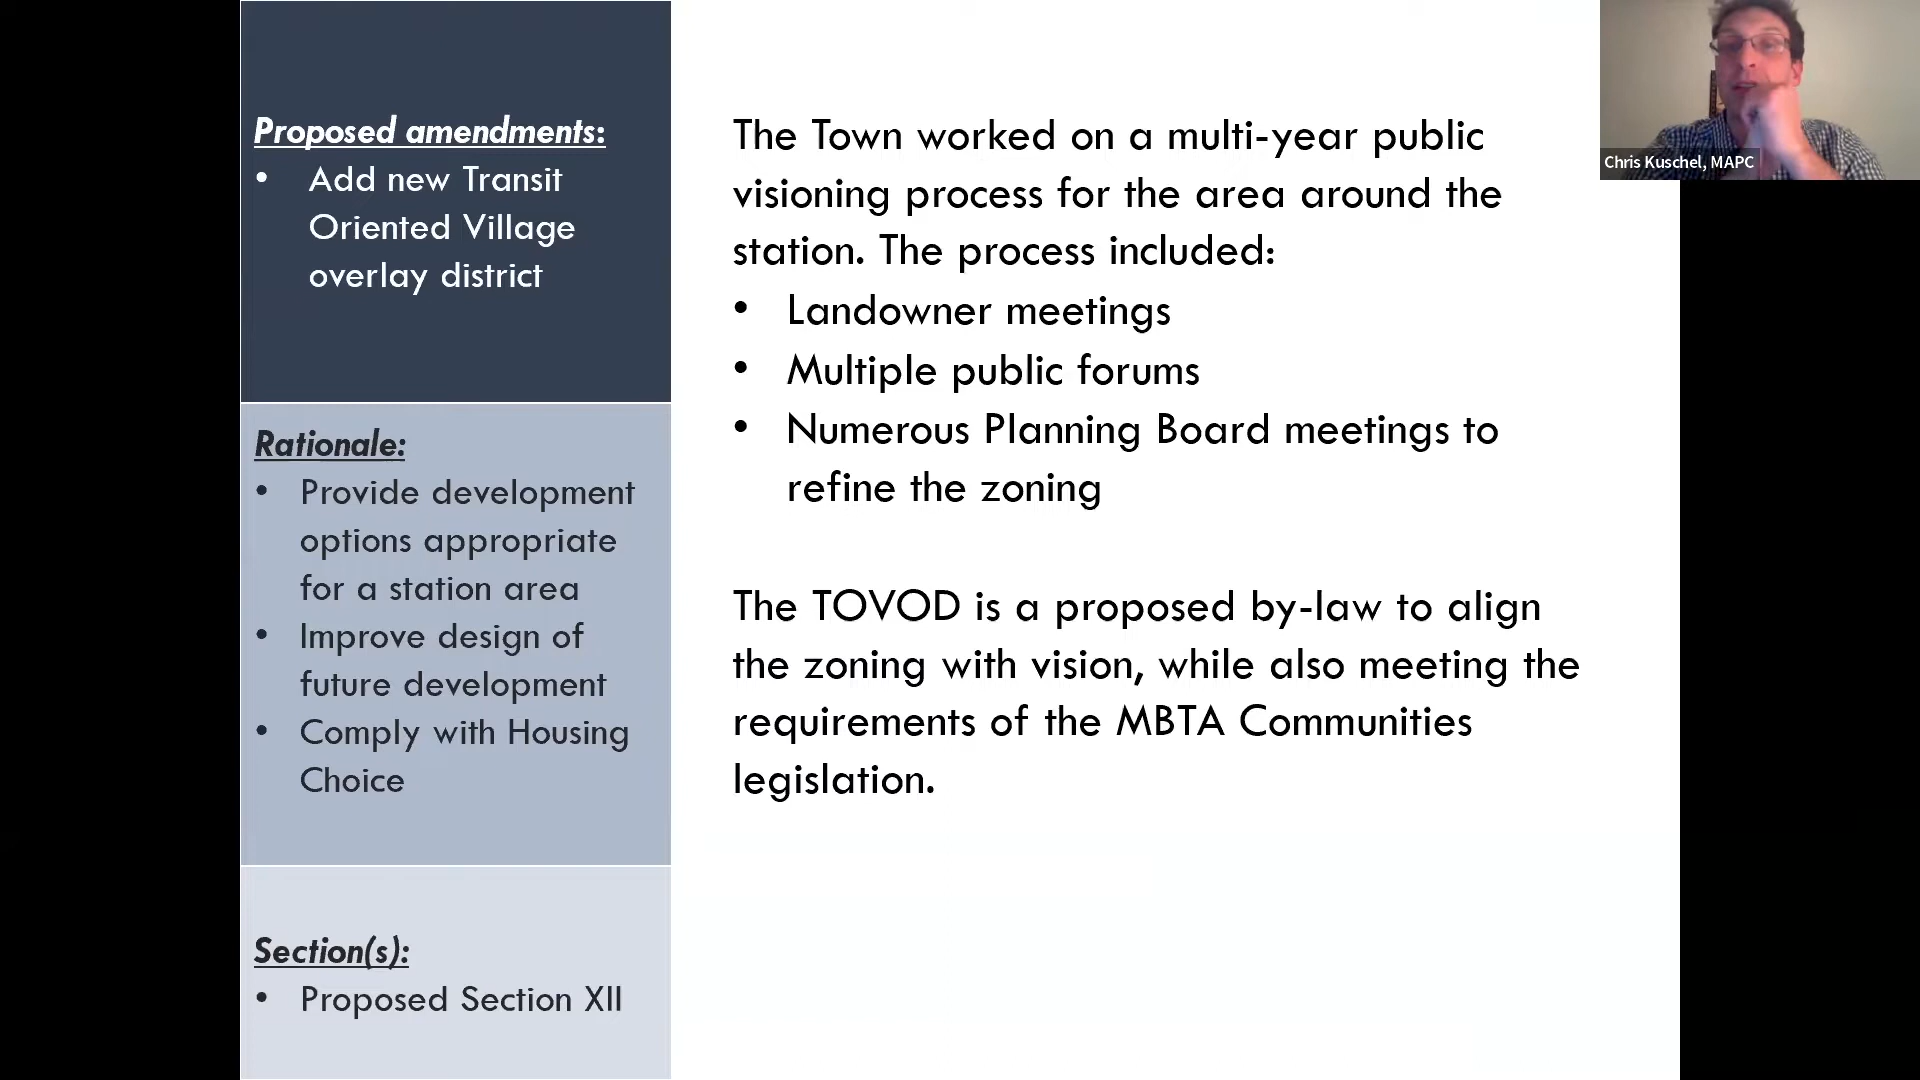 Proposed amendments:
• Add new Transit
Oriented Village
overlay district
Rationale:
• Provide development
options appropriate
for a station area
• Improve design of
future development
• Comply with Housing
Choice
Section(s):
• Proposed Section XII
The Town worked on a multi-year public
visioning process for the area around the
station. The process included:
• Landowner meetings
• Multiple public forums
• Numerous Planning Board meetings to
refine the zoning
The TOVOD is a proposed by-law to align
the zoning with vision, while also meeting the
requirements of the MBTA Communities
legislation.
Chris Kuschel, MAPC